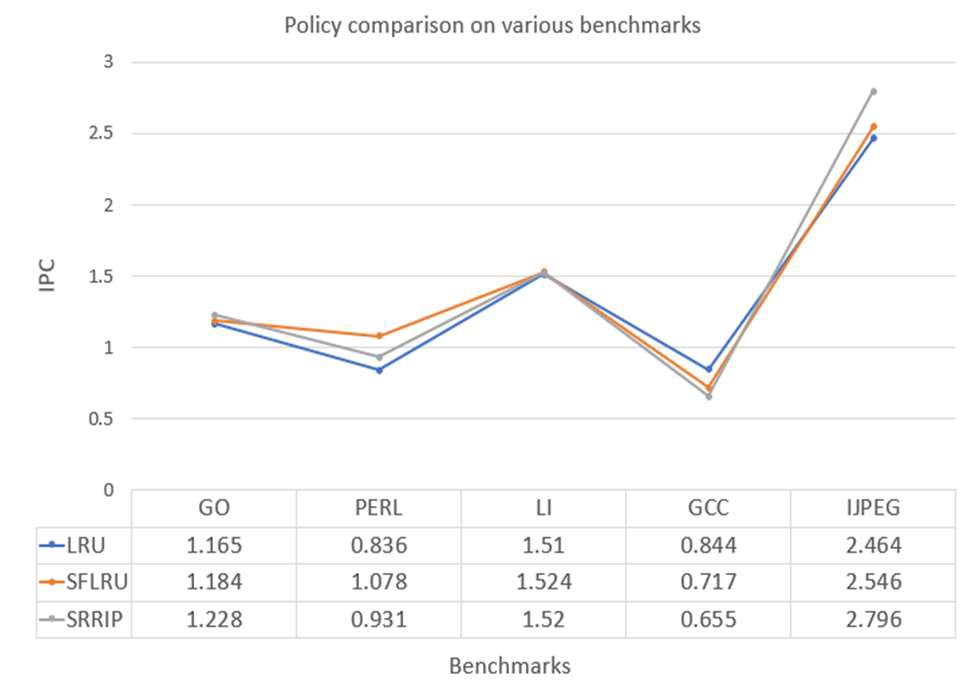 Policy comparison on various benchmarks
3
2.5
2
1.5
1
0.5
0
IPC
GO PERL LI GCC IJPEG
LRU 1.165 0.836 1.51 0.844 2.464
SFLRU 1.184 1.078 1.524 0.717 2.546
SRRIP 1.228 0.931 1.52 0.655 2.796
Benchmarks